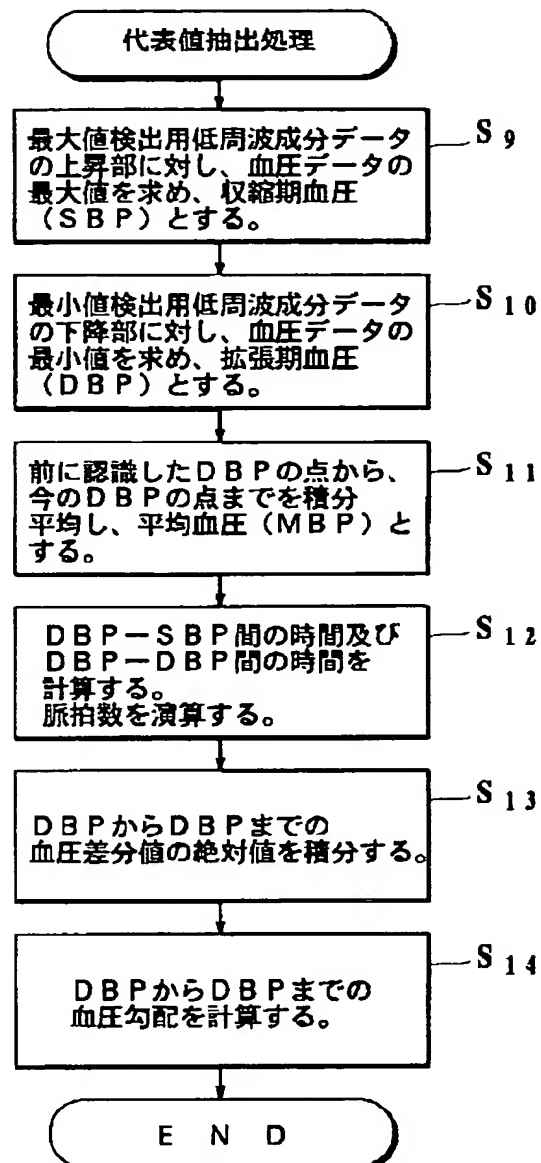 代表値抽出処理
最大値検出用低周波成分データ
の上昇部に対し、血圧データの
最大値を求め、収縮期血圧
(SBP)とする。
S9
最小値検出用低周波成分データ
の下降部に対し、血圧データの
最小値を求め、拡張期血圧
(DBP)とする。
S10
前に認識したDBPの点から、
今のDBPの点までを積分
平均し、平均血圧(MBP)と
する。
S11
DBP-SBP間の時間及び
DBP-DBP間の時間を
計算する。
脈拍数を演算する。
S12
DBPからDBPまでの
血圧差分値の絶対値を積分する。
S13
DBPからDBPまでの
血圧勾配を計算する。
S14
END